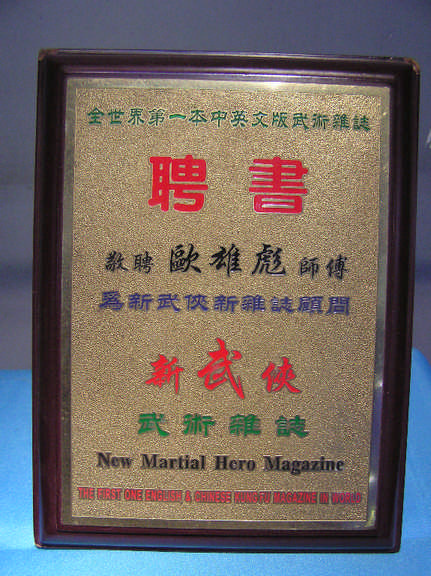 全世界第一本中英文版武術雜誌
聘書
敬聘 歐雄彪 師傅
爲新武俠新雜誌顧問
新武俠
武術雜誌
New Martial Hero Magazine
THE FIRST ONE ENGLISH & CHINESE KUNGFU MAGAZINE IN WORLD